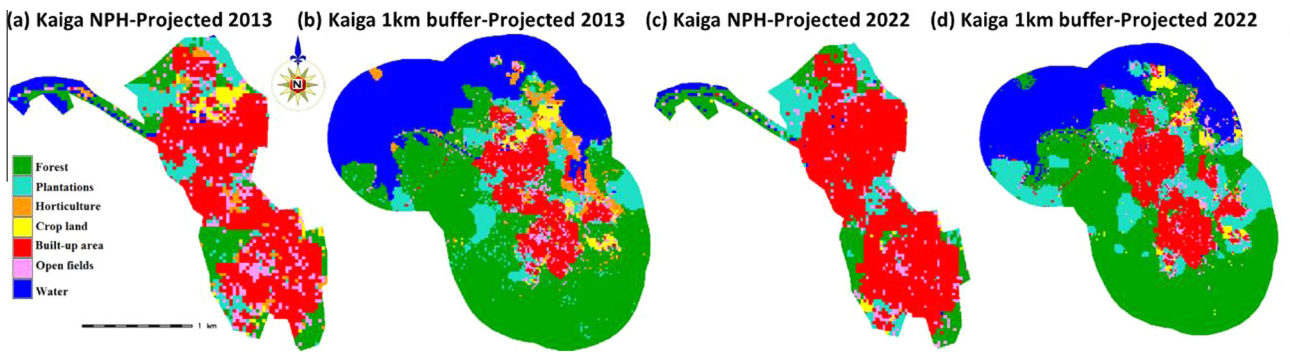 (a) Kaiga NPH-Projected 2013
(b) Kaiga 1km buffer-Projected 2013
(c) Kaiga NPH-Projected 2022
(d) Kaiga 1km buffer-Projected 2022
N
Forest
Plantations
Horticulture
Crop land
Built-up area
Open fields
Water
1 km